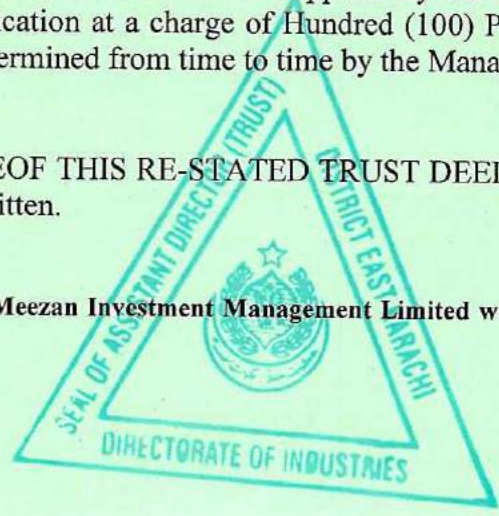 ication at a charge of Hundred (100) P
ermined from time to time by the Mana
EOF THIS RE-STATED TRUST DEED
itten.
Meezan Investment Management Limited w
SEAL OF ASSISTANT DIRECTOR (TRUST)
DISTRICT EAST KARACHI
DIRECTORATE OF INDUSTRIES